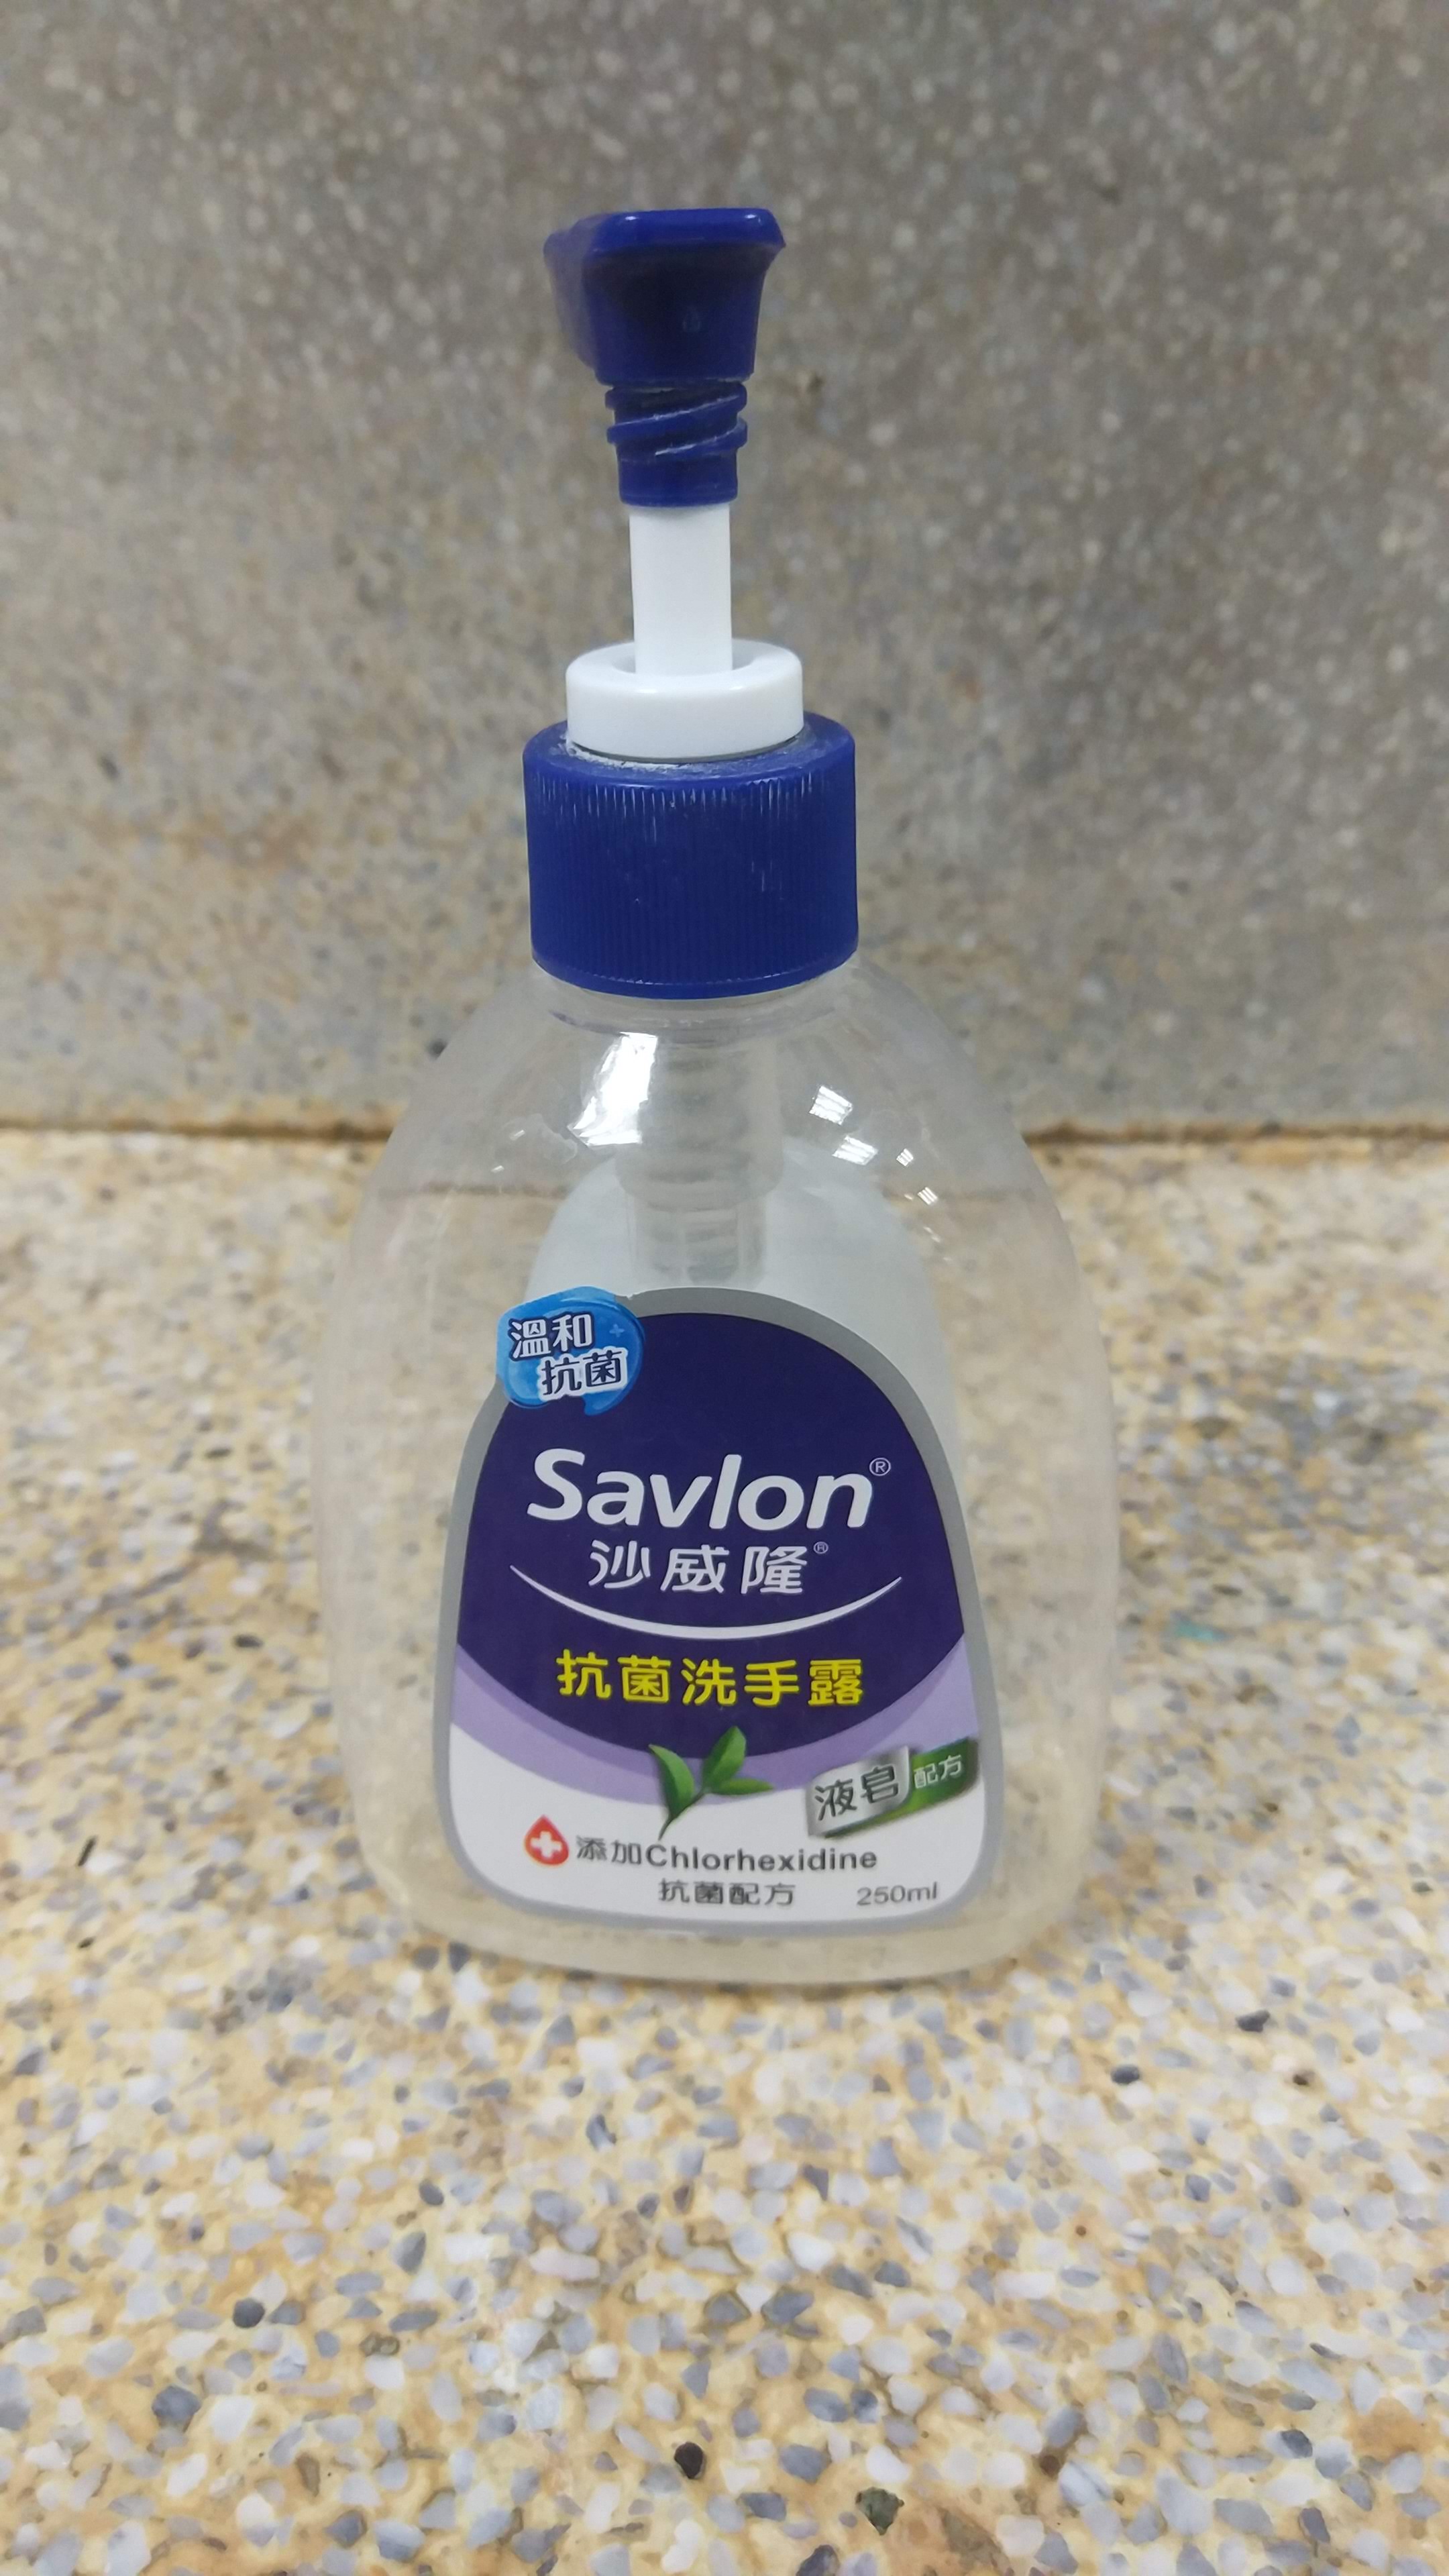 溫和
抗菌
Savlon®
沙威隆®
抗菌洗手露
液皂配方
添加Chlorhexidine
抗菌配方 250ml